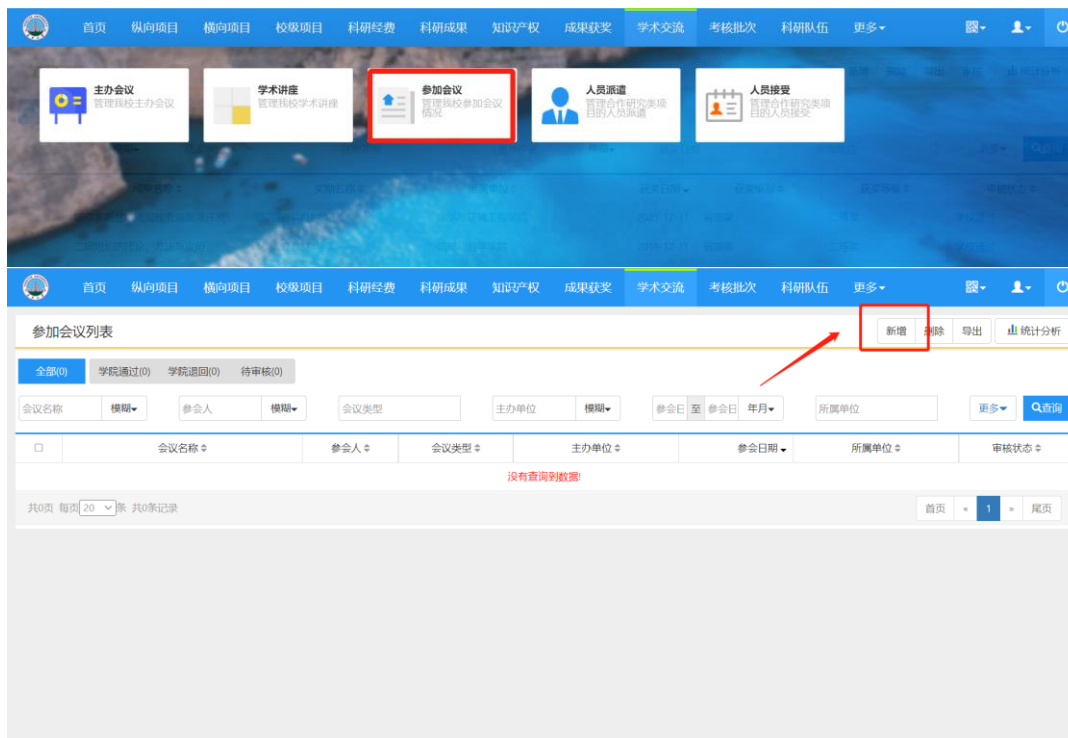 首页 纵向项目 横向项目 校级项目 科研经费 科研成果 知识产权 成果获奖 学术交流 考核批次 科研队伍 更多
主办会议 学术讲座 参加会议 人员派遣 人员接受
管理我校主办会议 管理我校学术讲座 管理我校参加会议 管理合作研究类项 管理合作研究类项
情况 目的人员派遣 目的人员接受
首页 纵向项目 横向项目 校级项目 科研经费 科研成果 知识产权 成果获奖 学术交流 考核批次 科研队伍 更多
参加会议列表 新增 删除 导出 统计分析
全部(0) 学院通过(0) 学院退回(0) 待审核(0)
会议名称 模糊 参会人 模糊 会议类型 主办单位 模糊 参会日 至 参会日 年月 所属单位 更多 查询
会议名称 参会人 会议类型 主办单位 参会日期 所属单位 审核状态
没有查询到数据!
共0页 每页 20 条 共0条记录 首页 « 1 » 尾页